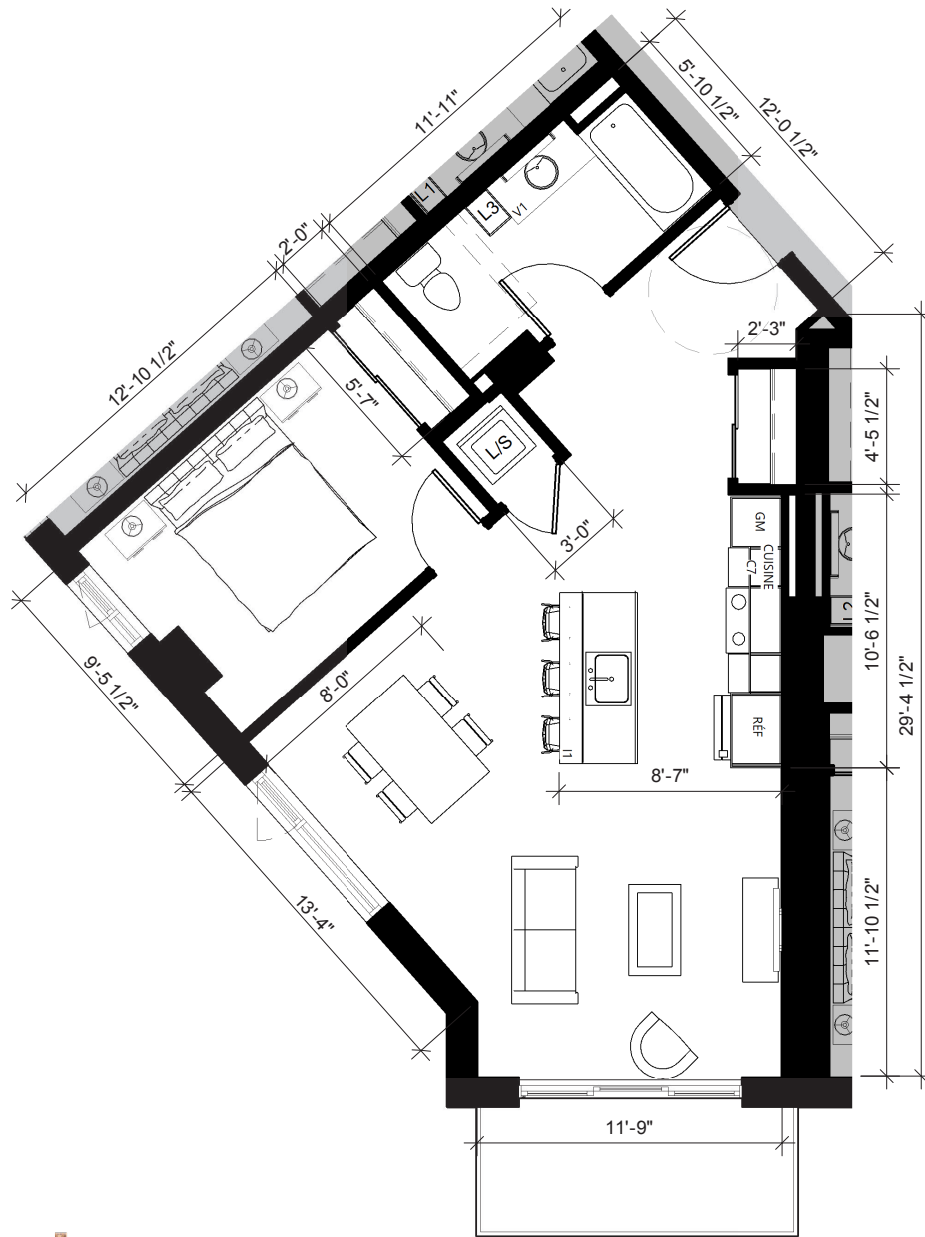 5'-10 1/2"
12'-0 1/2"
11'-11"
L1
L3
V1
2'-0"
2'-3"
12'-10 1/2"
5'-7"
4'-5 1/2"
L/S
3'-0"
GM
CUISINE
C7
L2
10'-6 1/2"
29'-4 1/2"
9'-5 1/2"
8'-0"
RÉF
I1
8'-7"
13'-4"
11'-10 1/2"
11'-9"